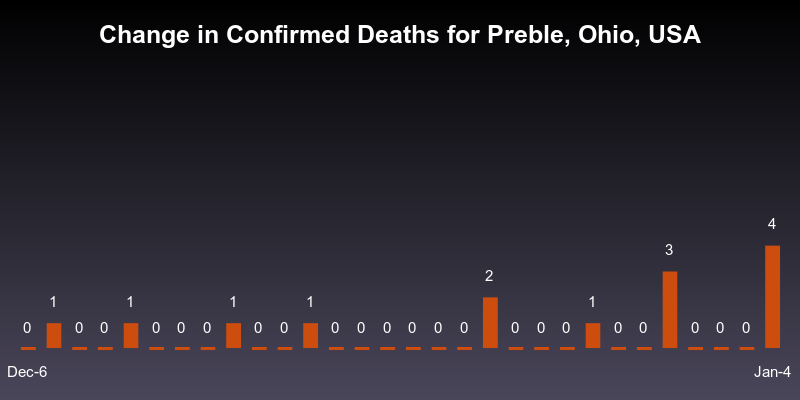 Change in Confirmed Deaths for Preble, Ohio, USA
4
3
2
1 1 1 1 1
0 0 0 0 0 0 0 0 0 0 0 0 0 0 0 0 0 0 0 0 0 0
Dec-6 Jan-4